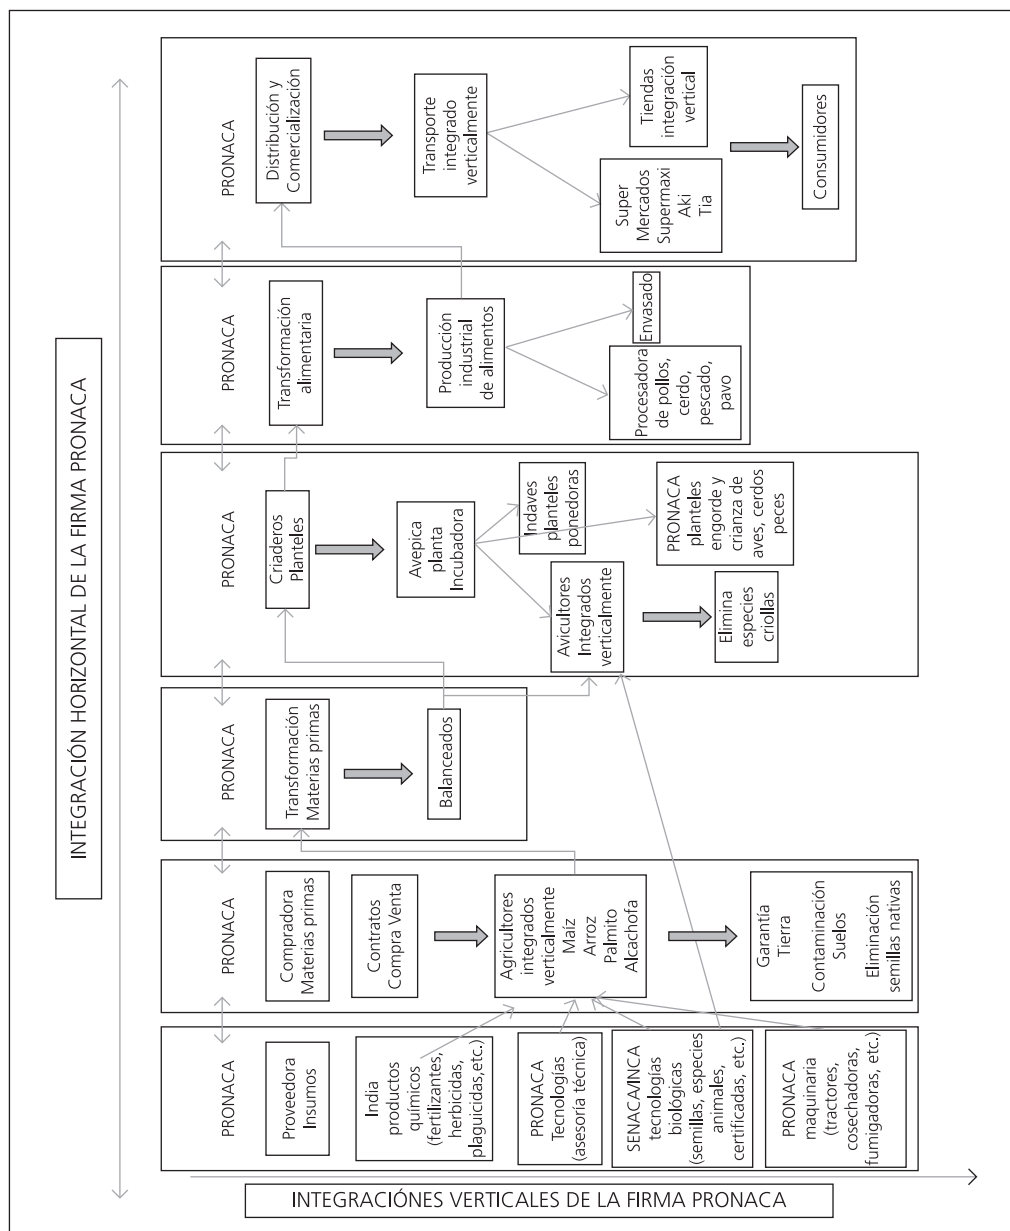 INTEGRACIÓN HORIZONTAL DE LA FIRMA PRONACA
PRONACA
Distribución y
Comercialización
Transporte
integrado
verticalmente
Tiendas
integración
vertical
Super
Mercados
Supermaxi
Aki
Tia
Consumidores
PRONACA
Transformación
alimentaria
Producción
industrial
de alimentos
Envasado
Procesadora
de pollos,
cerdo,
pescado,
pavo
PRONACA
Criaderos
Planteles
Avepica
planta
Incubadora
Indaves
planteles
ponedoras
PRONACA
planteles
engorde y
crianza de
aves, cerdos
peces
Avicultores
Integrados
verticalmente
Elimina
especies
criollas
PRONACA
Transformación
Materias primas
Balanceados
PRONACA
Compradora
Materias primas
Contratos
Compra Venta
Agricultores
integrados
verticalmente
Maíz
Arroz
Palmito
Alcachofa
Garantía
Tierra
Contaminación
Suelos
Eliminación
semillas nativas
PRONACA
Proveedora
Insumos
India
productos
químicos
(fertilizantes,
herbicidas,
plaguicidas,etc.)
PRONACA
Tecnologías
(asesoría técnica)
SENACA/INCA
tecnologías
biológicas
(semillas, especies
animales,
certificadas, etc.)
PRONACA
maquinaria
(tractores,
cosechadoras,
fumigadoras, etc.)
INTEGRACIÓNES VERTICALES DE LA FIRMA PRONACA